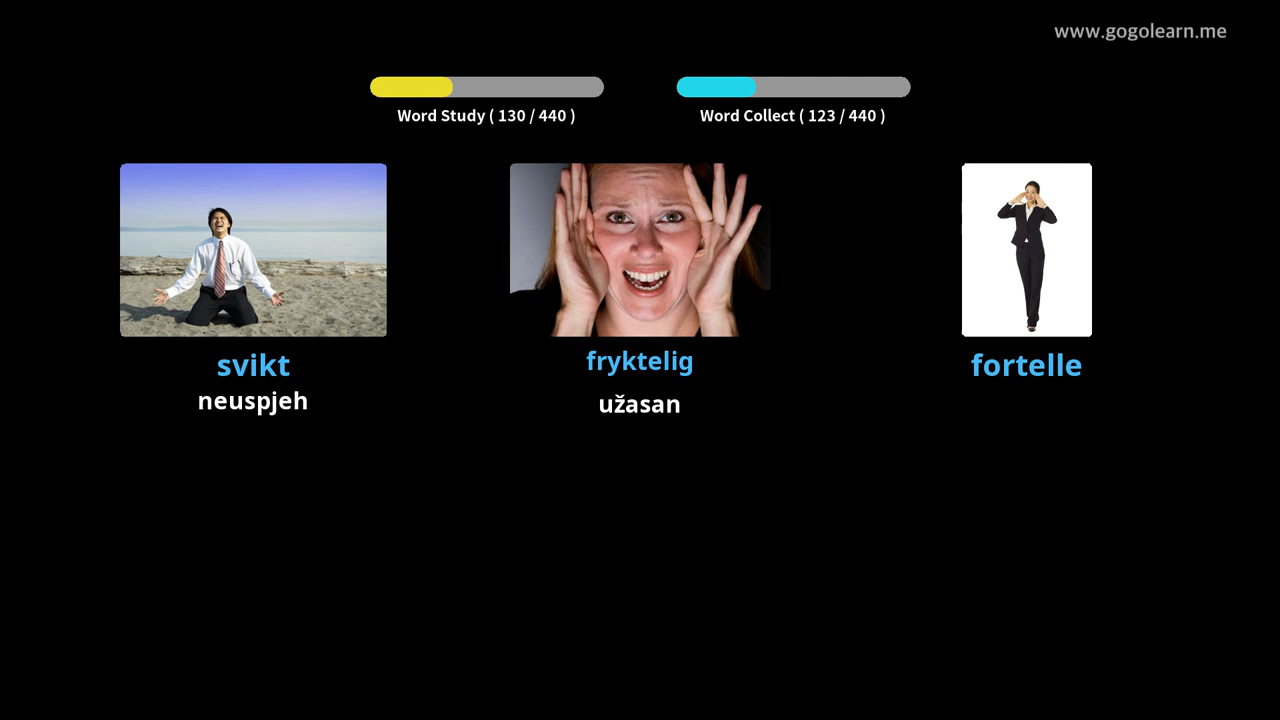 www.gogolearn.me
Word Study ( 130 / 440 )
Word Collect ( 123 / 440 )
svikt
neuspjeh
fryktelig
užasan
fortelle